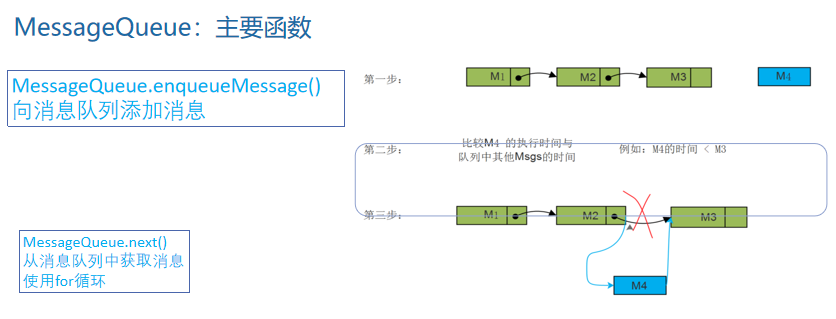 MessageQueue：主要函数
MessageQueue.enqueueMessage()
向消息队列添加消息
第一步：
M1
M2
M3
M4
第二步：
比较M4 的执行时间与
队列中其他Msgs的时间
例如：M4的时间 < M3
第三步：
M1
M2
M3
M4
MessageQueue.next()
从消息队列中获取消息
使用for循环